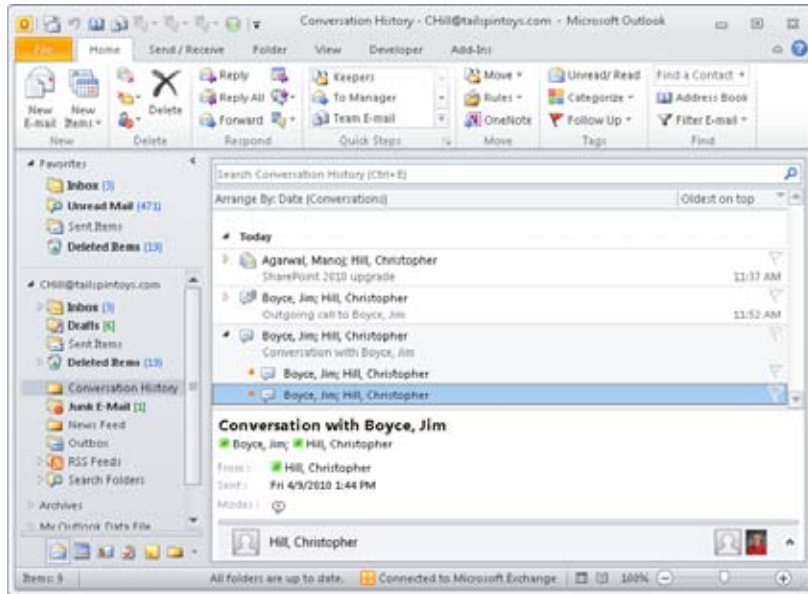 Conversation History - CHill@tailspintoys.com - Microsoft Outlook
File Home Send / Receive Folder View Developer Add-Ins
New E-mail
New Items
Delete
Reply
Reply All
Forward
Keepers
To Manager
Team E-mail
Move
Rules
OneNote
Unread/ Read
Categorize
Follow Up
Find a Contact
Address Book
Filter E-mail
New Delete Respond Quick Steps Move Tags Find
Favorites
Inbox (3)
Unread Mail (471)
Sent Items
Deleted Items (13)
CHill@tailspintoys.com
Inbox (3)
Drafts [6]
Sent Items
Deleted Items (13)
Conversation History
Junk E-Mail [1]
News Feed
Outbox
RSS Feeds
Search Folders
Archives
My Outlook Data File
Search Conversation History (Ctrl+E)
Arrange By: Date (Conversations) Oldest on top
Today
Agarwal, Manoj; Hill, Christopher
SharePoint 2010 upgrade 11:37 AM
Boyce, Jim; Hill, Christopher
Outgoing call to Boyce, Jim 11:52 AM
Boyce, Jim; Hill, Christopher
Conversation with Boyce, Jim
Boyce, Jim; Hill, Christopher
Boyce, Jim; Hill, Christopher
Conversation with Boyce, Jim
Boyce, Jim; Hill, Christopher
From: Hill, Christopher
Sent: Fri 4/9/2010 1:44 PM
Modes:
Hill, Christopher
Items: 9 All folders are up to date. Connected to Microsoft Exchange 100%